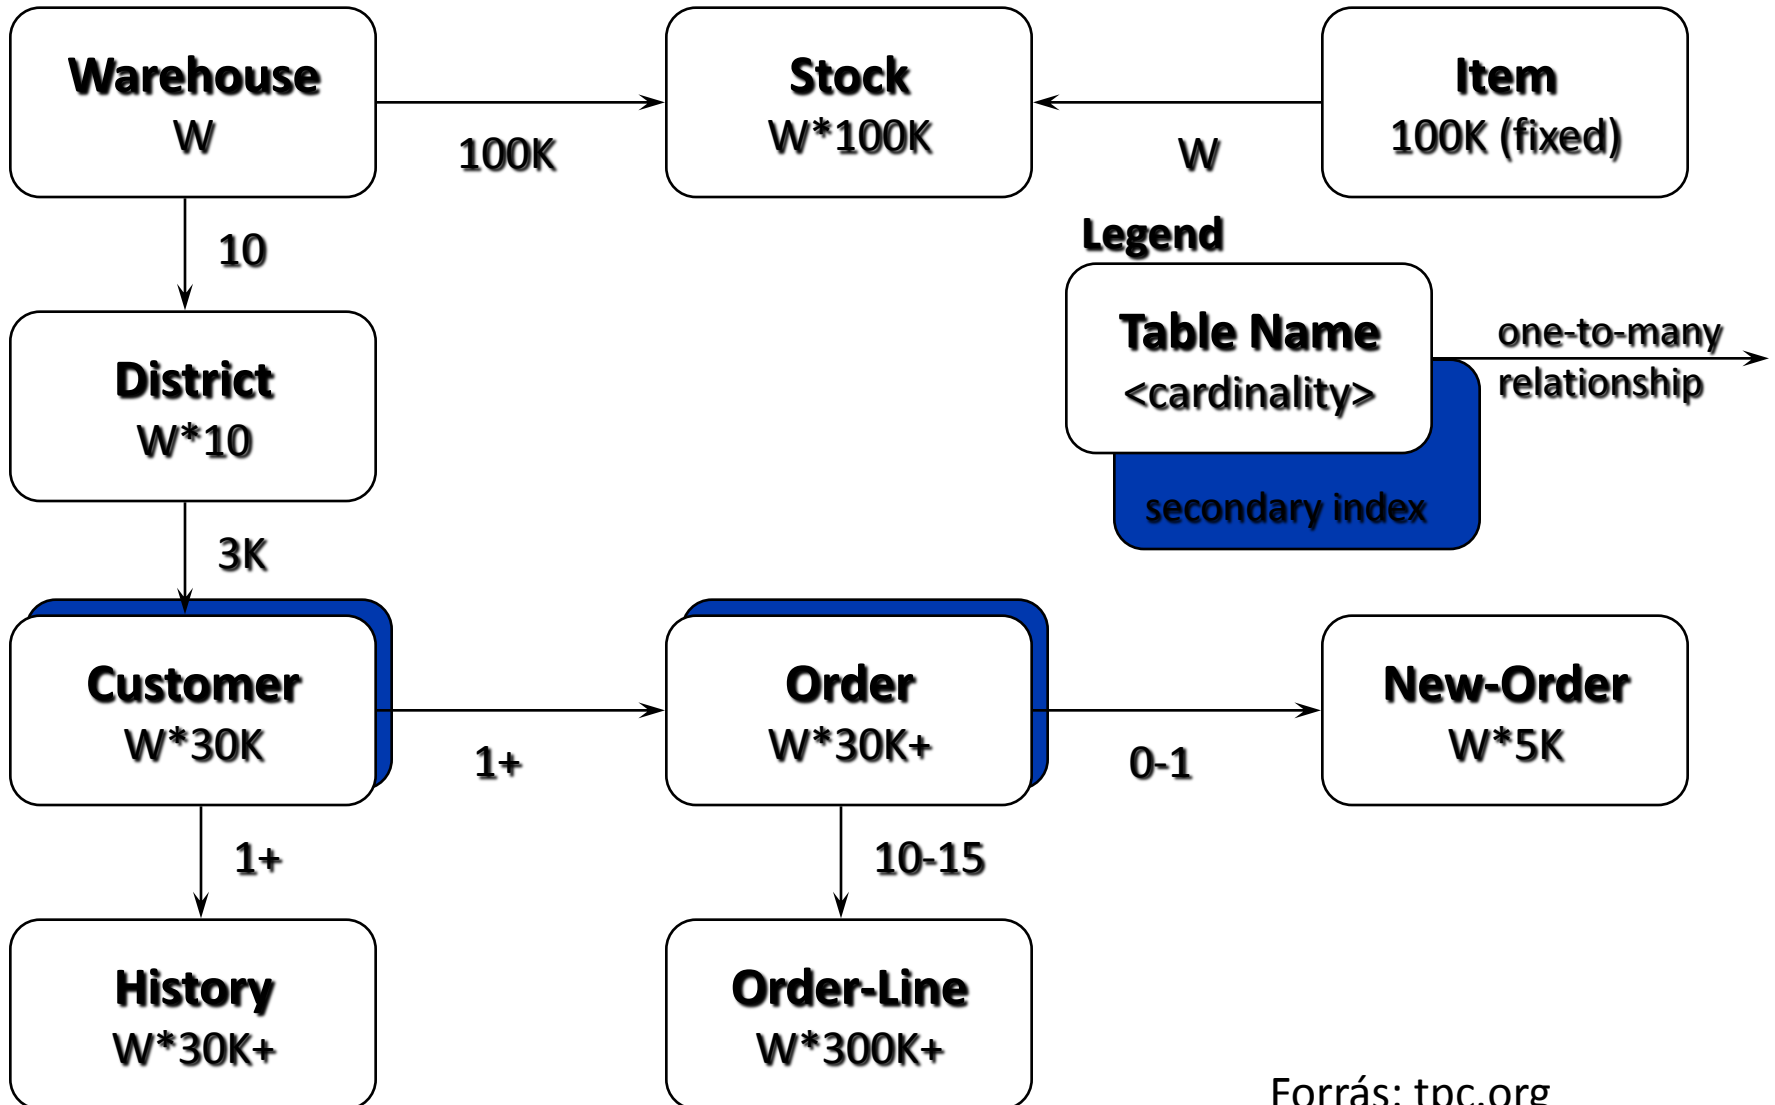 Warehouse
W
100K
Stock
W*100K
W
Item
100K (fixed)
10
Legend
Table Name
<cardinality>
one-to-many
relationship
secondary index
District
W*10
3K
Customer
W*30K
1+
Order
W*30K+
0-1
New-Order
W*5K
1+
10-15
History
W*30K+
Order-Line
W*300K+
Forrás: tpc.org